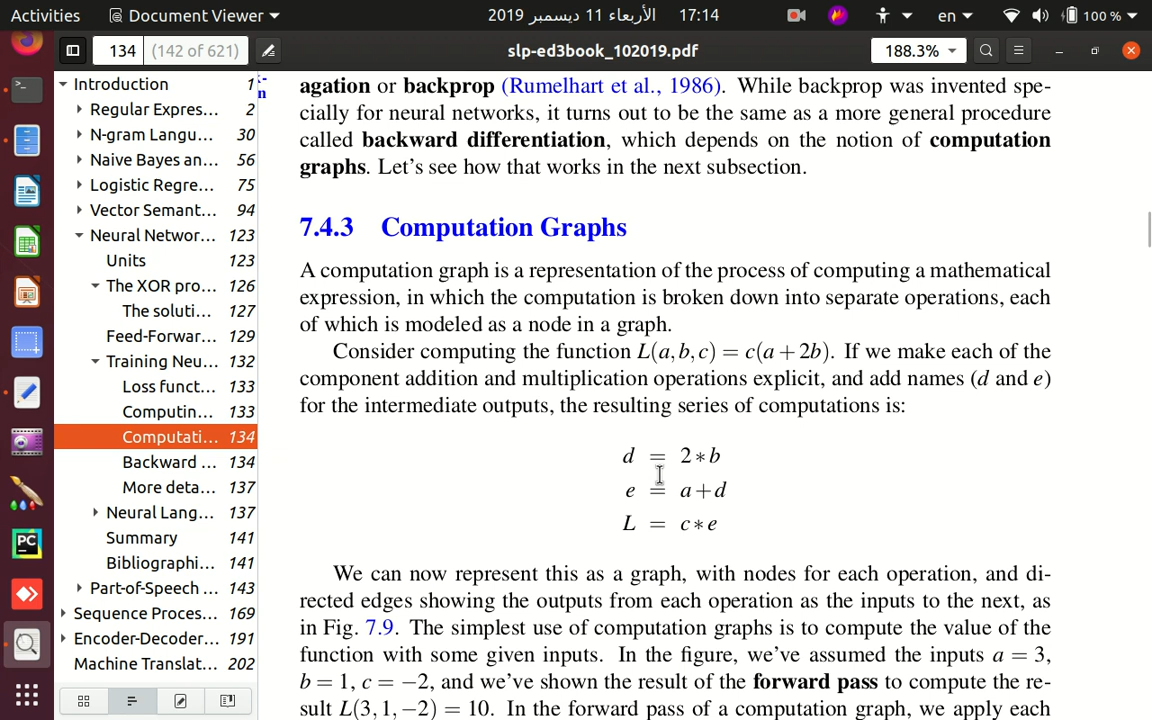 Activities Document Viewer 2019 الأربعاء 11 ديسمبر 17:14 en 100 %
134 (142 of 621) slp-ed3book_102019.pdf 188.3%
Introduction 1
Regular Expres... 2
N-gram Langu... 30
Naive Bayes an... 56
Logistic Regre... 75
Vector Semant... 94
Neural Networ... 123
Units 123
The XOR pro... 126
The soluti... 127
Feed-Forwar... 129
Training Neu... 132
Loss funct... 133
Computin... 133
Computati... 134
Backward ... 134
More deta... 137
Neural Lang... 137
Summary 141
Bibliographi... 141
Part-of-Speech ... 143
Sequence Proces... 169
Encoder-Decoder... 191
Machine Translat... 202
PC
k-
n
agation or backprop (Rumelhart et al., 1986). While backprop was invented spe-
cially for neural networks, it turns out to be the same as a more general procedure
called backward differentiation, which depends on the notion of computation
graphs. Let's see how that works in the next subsection.
7.4.3 Computation Graphs
A computation graph is a representation of the process of computing a mathematical
expression, in which the computation is broken down into separate operations, each
of which is modeled as a node in a graph.
Consider computing the function L(a,b,c) = c(a+2b). If we make each of the
component addition and multiplication operations explicit, and add names (d and e)
for the intermediate outputs, the resulting series of computations is:
d = 2∗b
e = a+d
L = c∗e
We can now represent this as a graph, with nodes for each operation, and di-
rected edges showing the outputs from each operation as the inputs to the next, as
in Fig. 7.9. The simplest use of computation graphs is to compute the value of the
function with some given inputs. In the figure, we've assumed the inputs a = 3,
b = 1, c = −2, and we've shown the result of the forward pass to compute the re-
sult L(3,1,−2) = 10. In the forward pass of a computation graph, we apply each